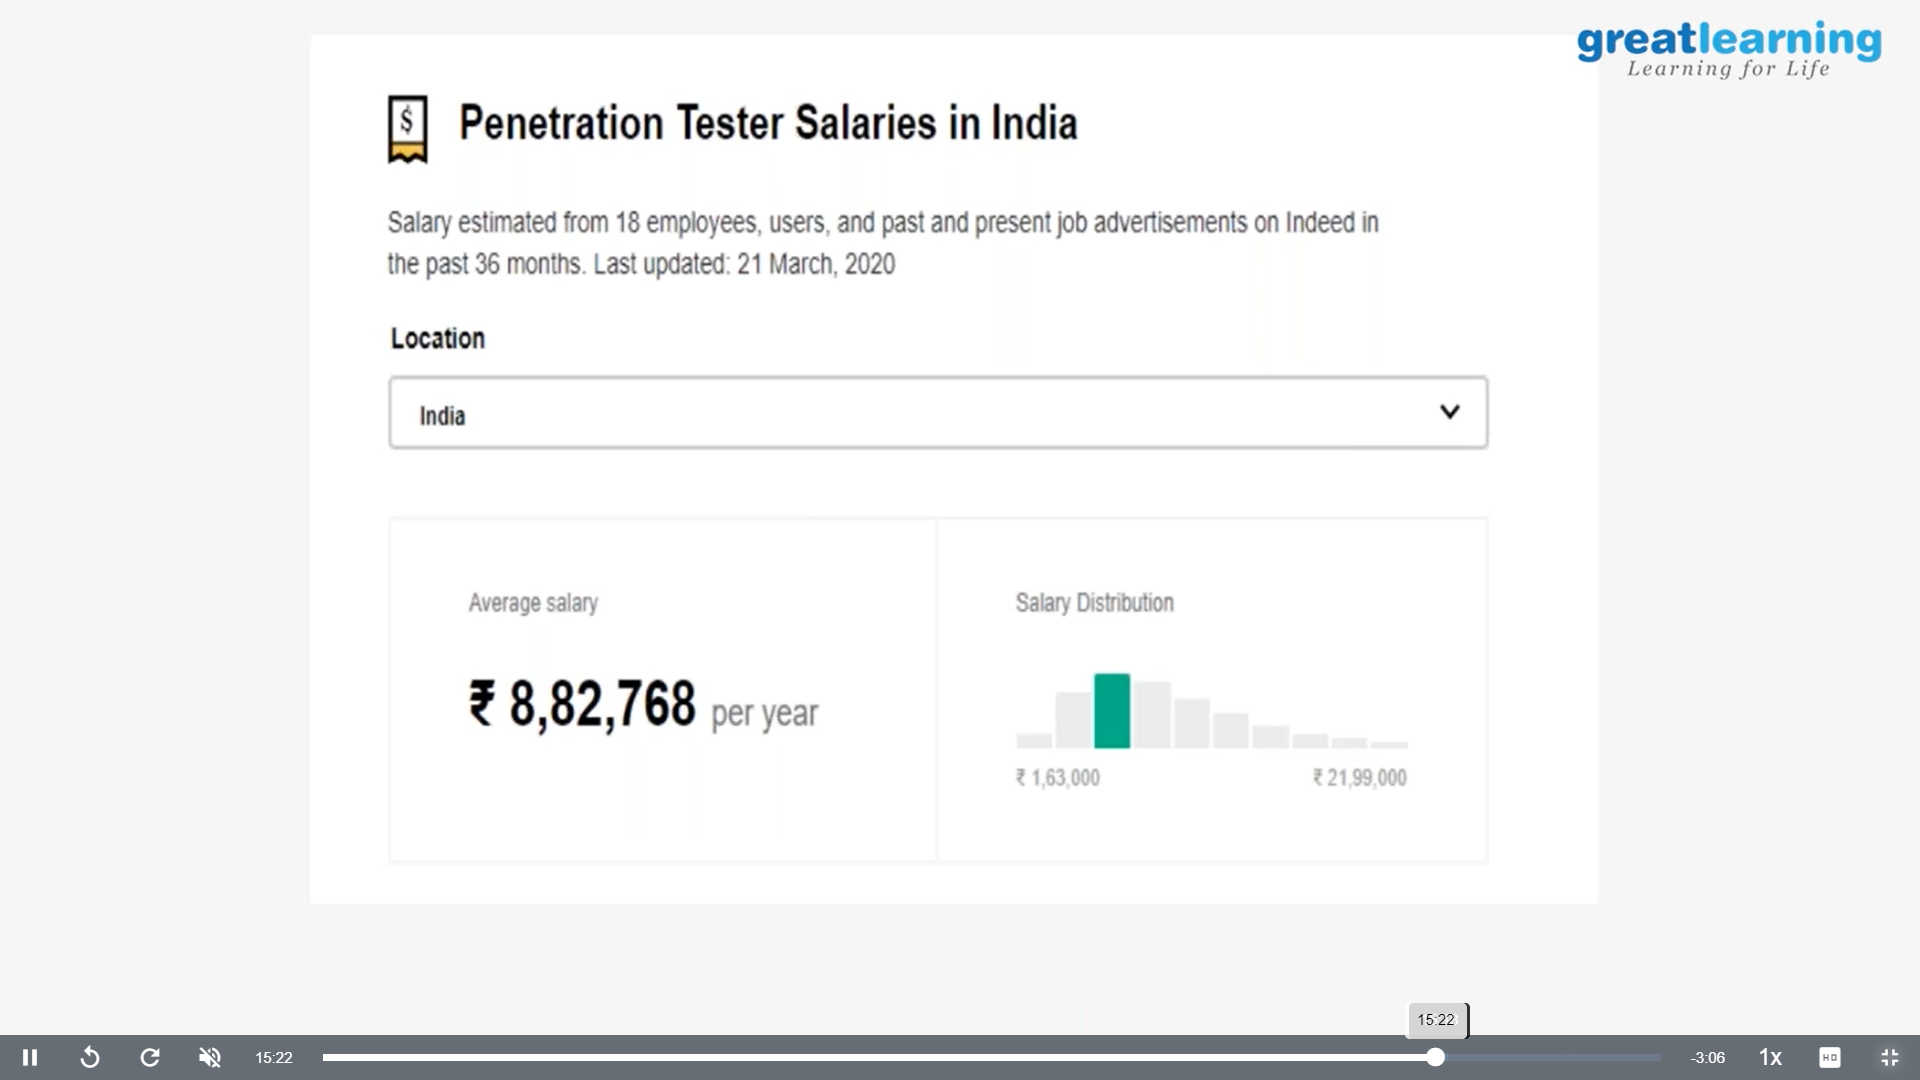 greatlearning
Learning for Life
$
Penetration Tester Salaries in India
Salary estimated from 18 employees, users, and past and present job advertisements on Indeed in
the past 36 months. Last updated: 21 March, 2020
Location
India
Average salary
₹ 8,82,768 per year
Salary Distribution
₹ 1,63,000
₹ 21,99,000
15:22
15:22
-3:06
1x
HD